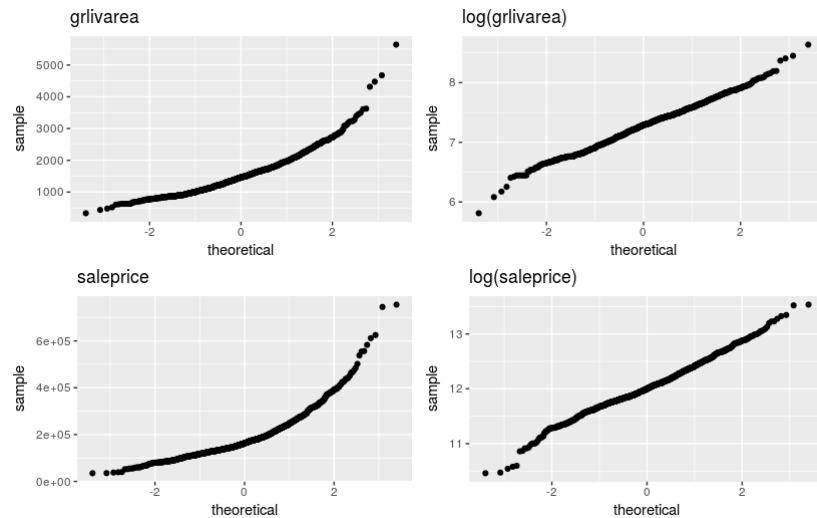 grlivarea
5000
4000
3000
2000
1000
sample
-2 0 2
theoretical
log(grlivarea)
8
7
6
sample
-2 0 2
theoretical
saleprice
6e+05
4e+05
2e+05
0e+00
sample
-2 0 2
theoretical
log(saleprice)
13
12
11
sample
-2 0 2
theoretical